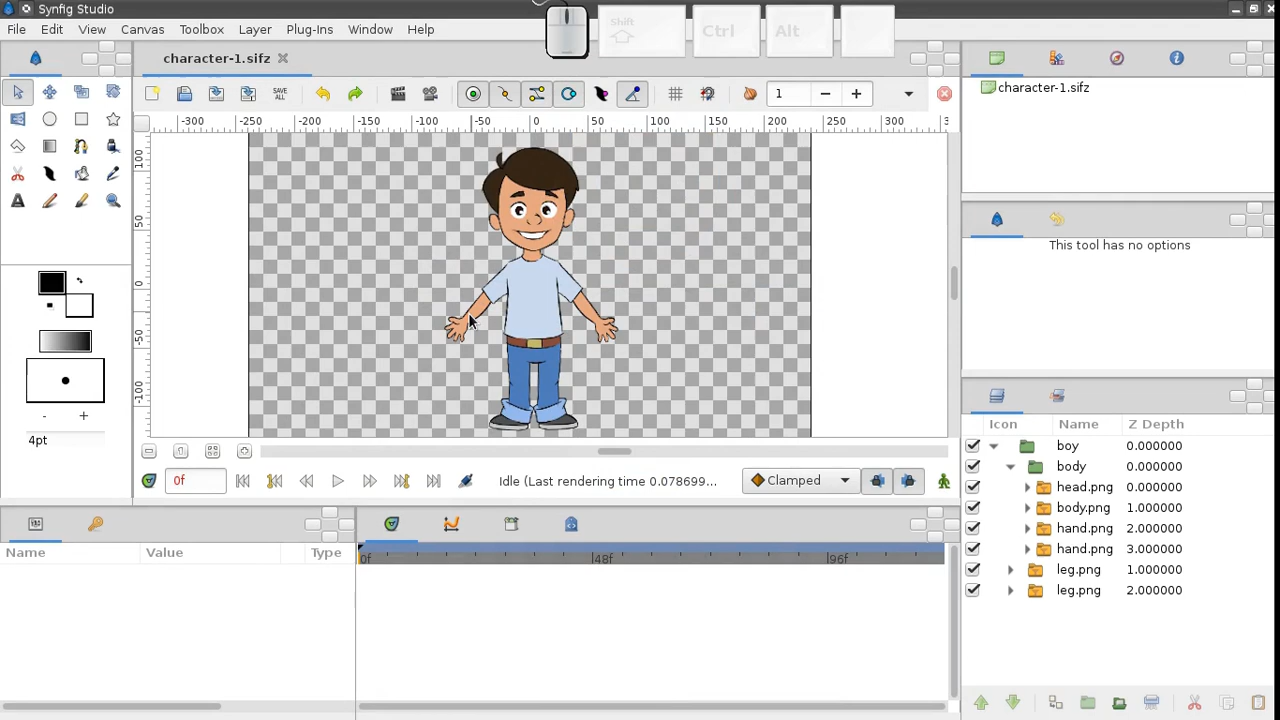 Synfig Studio
File Edit View Canvas Toolbox Layer Plug-Ins Window Help
Shift Ctrl Alt
character-1.sifz
SAVE ALL
1
-300 -250 -200 -150 -100 -50 0 50 100 150 200 250 300
100
50
0
-50
-100
4pt
0f
Idle (Last rendering time 0.078699...
Clamped
Name Value Type
0f 48f 96f
character-1.sifz
This tool has no options
Icon Name Z Depth
boy 0.000000
body 0.000000
head.png 0.000000
body.png 1.000000
hand.png 2.000000
hand.png 3.000000
leg.png 1.000000
leg.png 2.000000